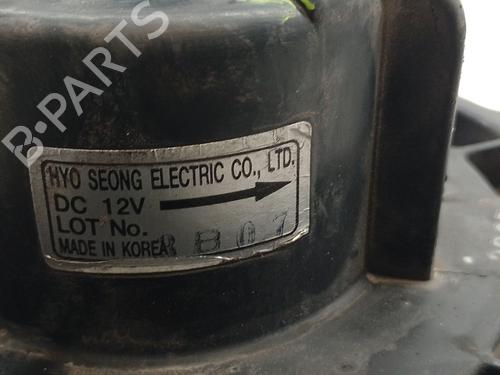 B-PARTS
HYO SEONG ELECTRIC CO., LTD.
DC 12V
LOT No.
MADE IN KOREA